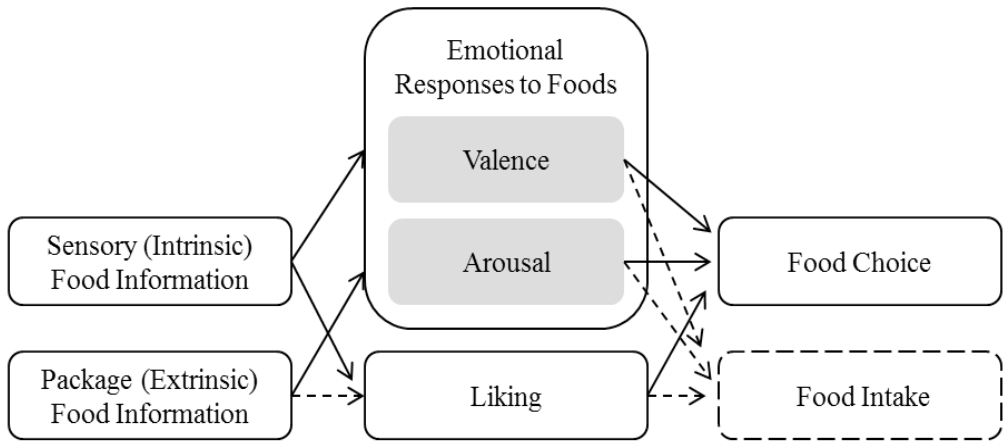 Emotional
Responses to Foods
Valence
Arousal
Sensory (Intrinsic)
Food Information
Package (Extrinsic)
Food Information
Liking
Food Choice
Food Intake